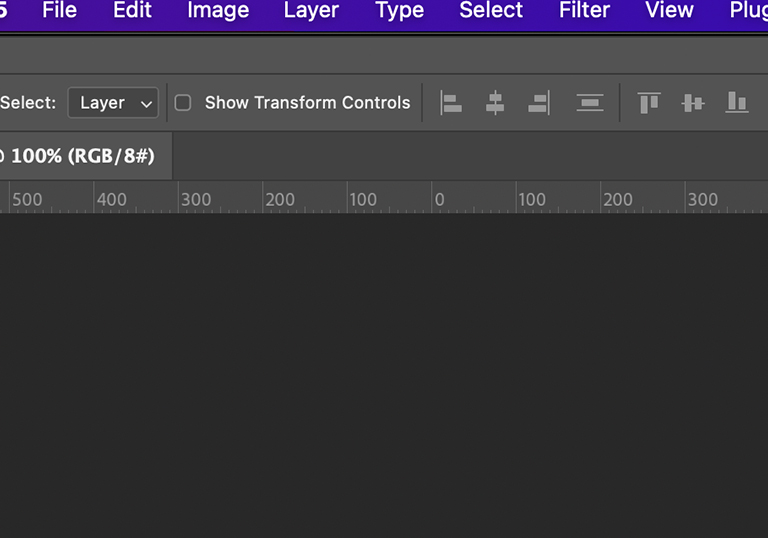 5 File Edit Image Layer Type Select Filter View Plug
Select: Layer Show Transform Controls
100% (RGB/8#)
500 400 300 200 100 0 100 200 300